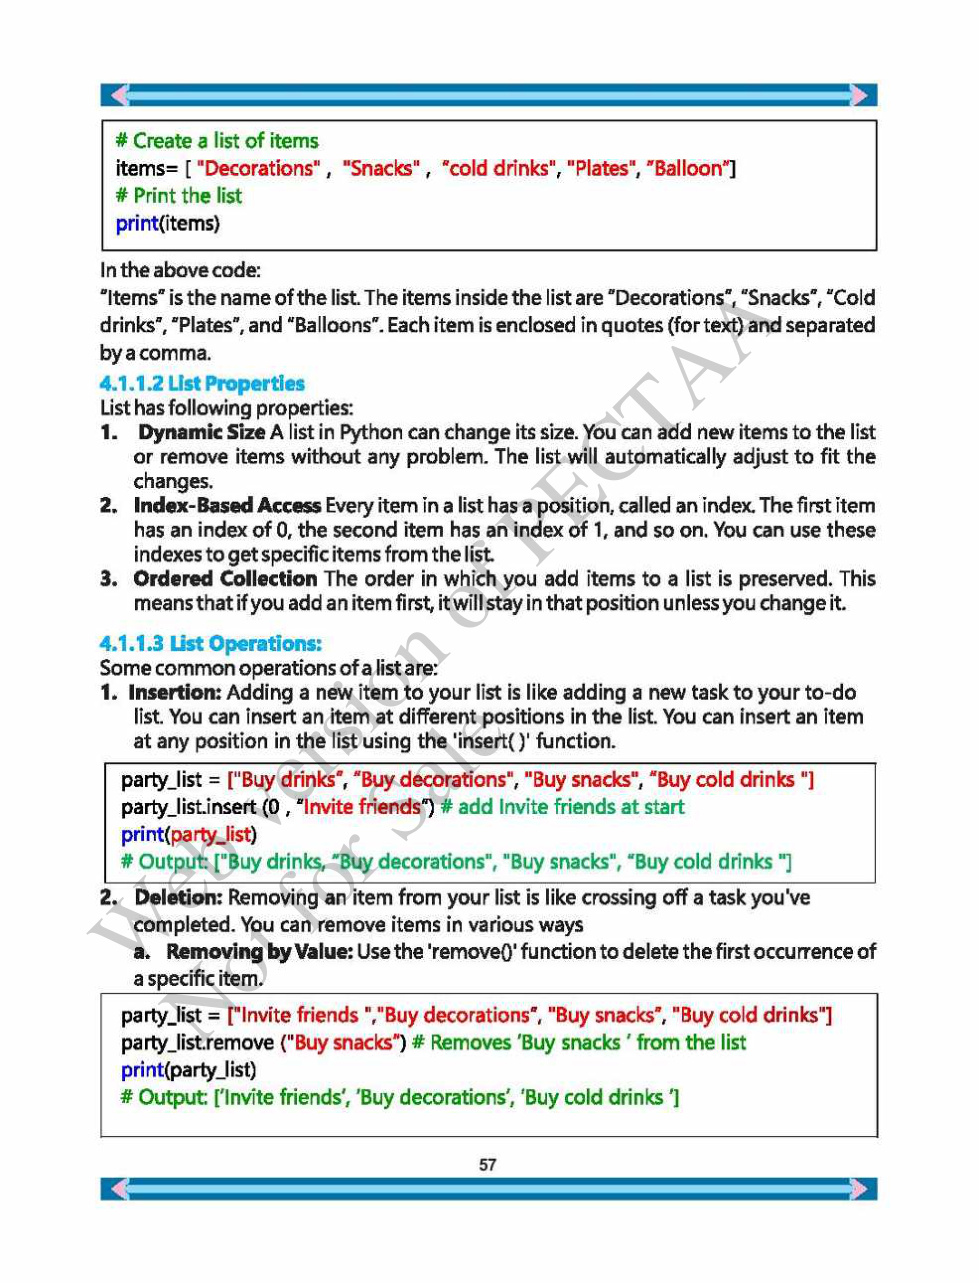 # Create a list of items
items= [ "Decorations" , "Snacks" , "cold drinks", "Plates", "Balloon"]
# Print the list
print(items)
In the above code:
"Items" is the name of the list. The items inside the list are "Decorations", "Snacks", "Cold
drinks", "Plates", and "Balloons". Each item is enclosed in quotes (for text) and separated
by a comma.
4.1.1.2 List Properties
List has following properties:
1. Dynamic Size A list in Python can change its size. You can add new items to the list
or remove items without any problem. The list will automatically adjust to fit the
changes.
2. Index-Based Access Every item in a list has a position, called an index. The first item
has an index of 0, the second item has an index of 1, and so on. You can use these
indexes to get specific items from the list.
3. Ordered Collection The order in which you add items to a list is preserved. This
means that if you add an item first, it will stay in that position unless you change it.
4.1.1.3 List Operations:
Some common operations of a list are:
1. Insertion: Adding a new item to your list is like adding a new task to your to-do
list. You can insert an item at different positions in the list. You can insert an item
at any position in the list using the 'insert( )' function.
party_list = ["Buy drinks", "Buy decorations", "Buy snacks", "Buy cold drinks "]
party_list.insert (0 , "Invite friends") # add Invite friends at start
print(party_list)
# Output: ["Buy drinks, "Buy decorations", "Buy snacks", "Buy cold drinks "]
2. Deletion: Removing an item from your list is like crossing off a task you've
completed. You can remove items in various ways
a. Removing by Value: Use the 'remove()' function to delete the first occurrence of
a specific item.
party_list = ["Invite friends ","Buy decorations", "Buy snacks", "Buy cold drinks"]
party_list.remove ("Buy snacks") # Removes 'Buy snacks ' from the list
print(party_list)
# Output: ['Invite friends', 'Buy decorations', 'Buy cold drinks ']
57
Web version of PECTAA
Not for Sale